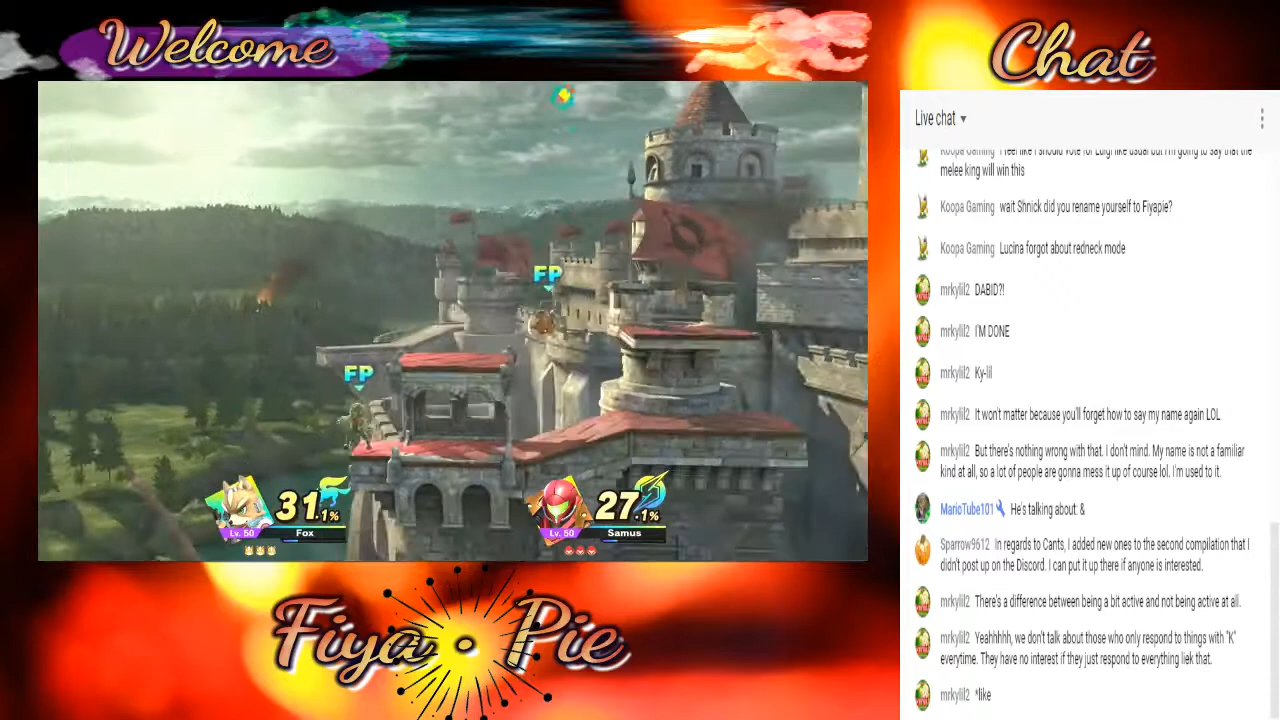 Welcome
Chat
Live chat
Koopa Gaming I feel like I should vote for Luigi like usual but I'm going to say that the
melee king will win this
Koopa Gaming wait Shnick did you rename yourself to Fiyapie?
Koopa Gaming Lucina forgot about redneck mode
mrkylil2 DABID?!
mrkylil2 I'M DONE
mrkylil2 Ky-lil
mrkylil2 It won't matter because you'll forget how to say my name again LOL
mrkylil2 But there's nothing wrong with that. I don't mind. My name is not a familiar
kind at all, so a lot of people are gonna mess it up of course lol. I'm used to it.
MarioTube101 He's talking about: &
Sparrow9612 In regards to Cants, I added new ones to the second compilation that I
didn't post up on the Discord. I can put it up there if anyone is interested.
mrkylil2 There's a difference between being a bit active and not being active at all.
mrkylil2 Yeahhhhh, we don't talk about those who only respond to things with "K"
everytime. They have no interest if they just respond to everything liek that.
mrkylil2 *like
FP
FP
31.1%
Lv. 50
Fox
27.1%
Lv. 50
Samus
Fiya • Pie